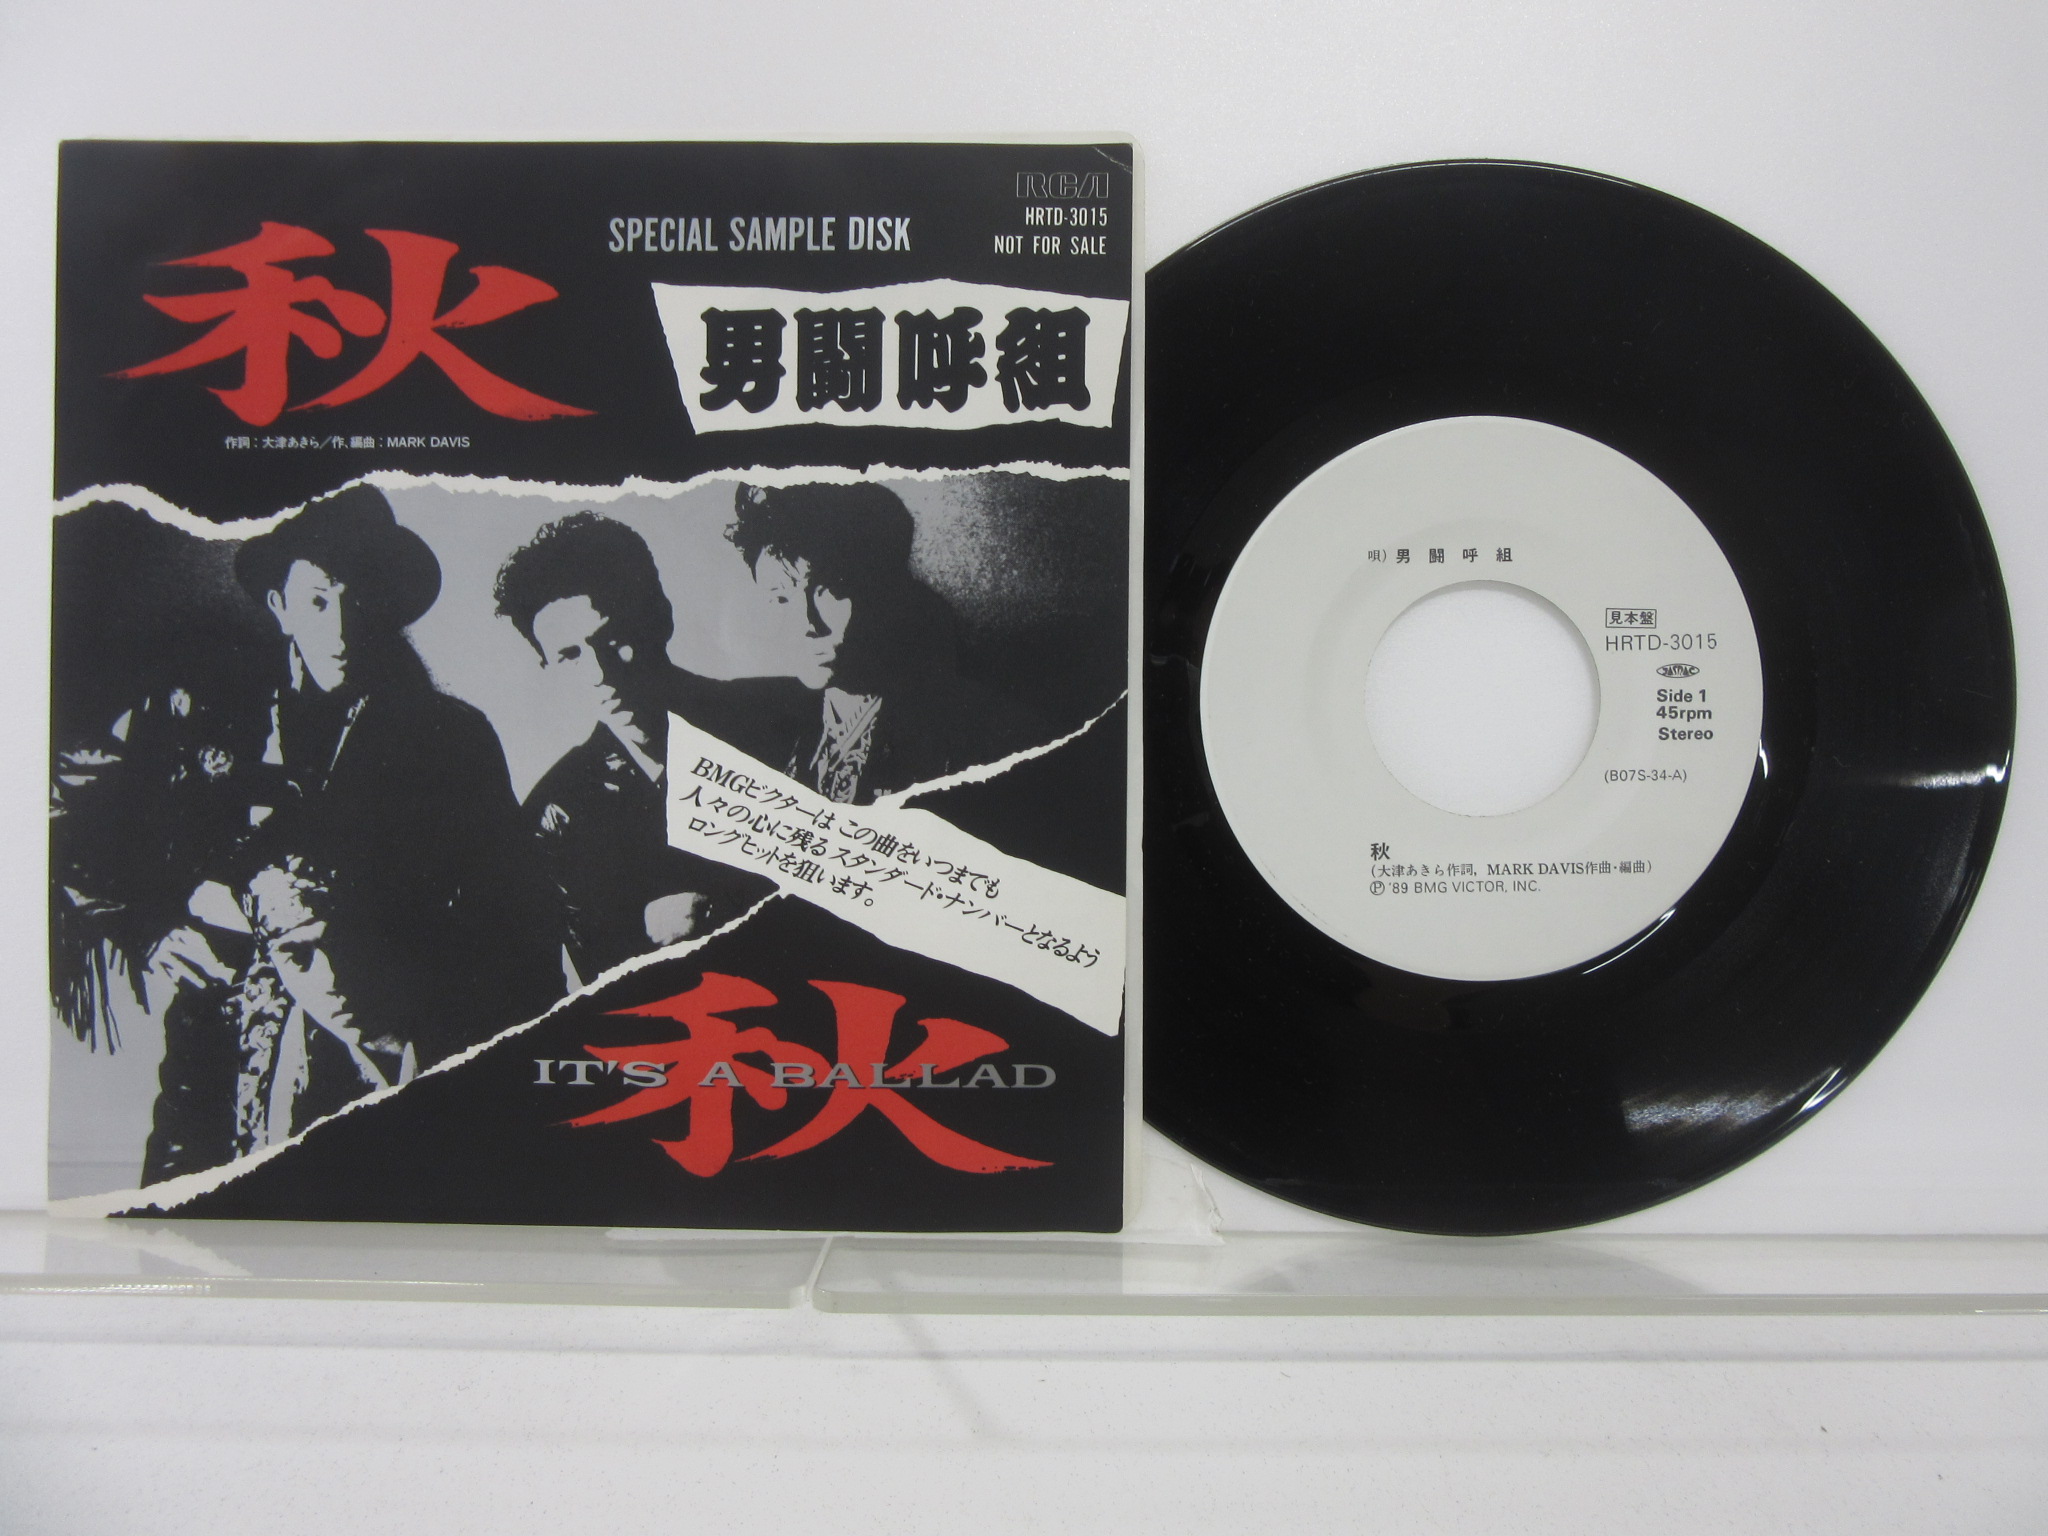 RCA
HRTD-3015
NOT FOR SALE
SPECIAL SAMPLE DISK
秋
男闘呼組
作詞：大津あきら／作、編曲：MARK DAVIS
BMGビクターは この曲をいつまでも
人々の心に残る スタンダード・ナンバーとなるよう
ロングヒットを狙います。
秋
IT'S A BALLAD
唄）男 闘 呼 組
見本盤
HRTD-3015
JASRAC
Side 1
45rpm
Stereo
(B07S-34-A)
秋
(大津あきら作詞, MARK DAVIS作曲・編曲)
Ⓟ '89 BMG VICTOR, INC.